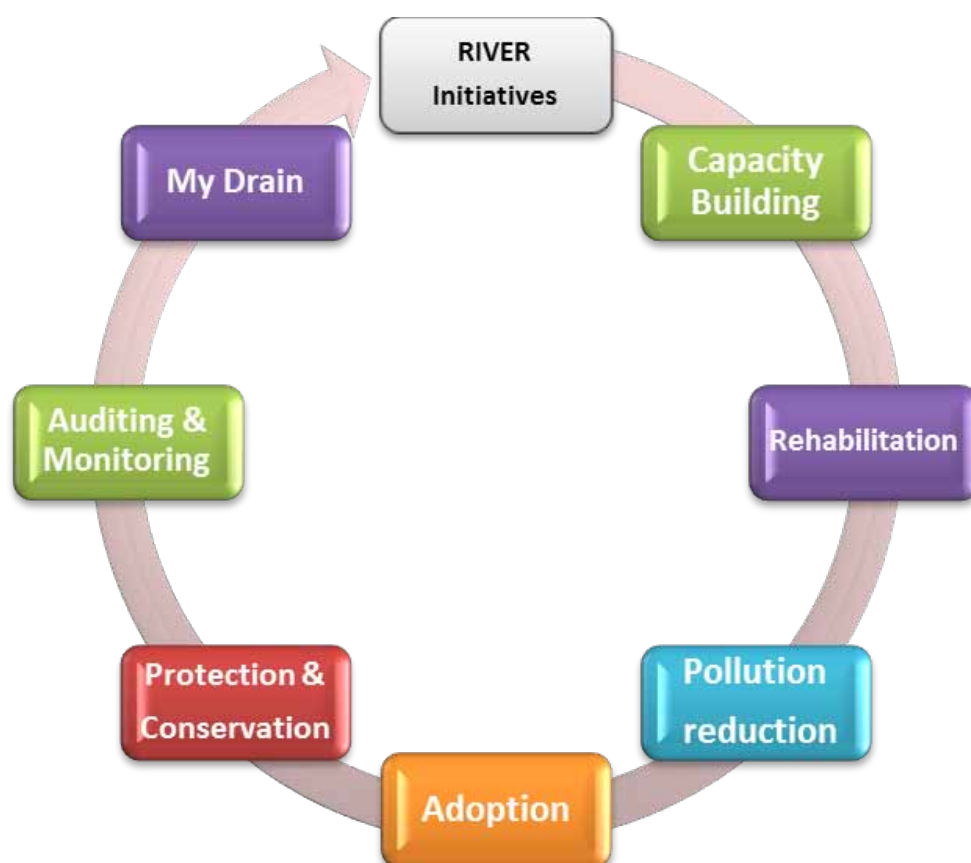 RIVER
Initiatives
Capacity
Building
Rehabilitation
Pollution
reduction
Adoption
Protection &
Conservation
Auditing &
Monitoring
My Drain